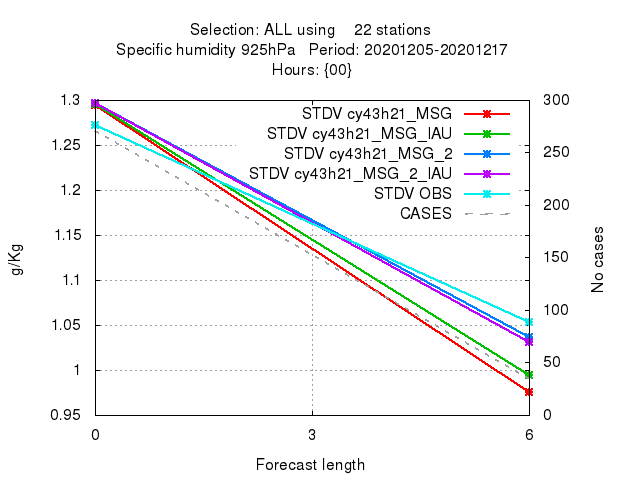 Selection: ALL using    22 stations
Specific humidity 925hPa   Period: 20201205-20201217
Hours: {00}
1.3
1.25
1.2
1.15
1.1
1.05
1
0.95
g/Kg
STDV cy43h21_MSG
STDV cy43h21_MSG_IAU
STDV cy43h21_MSG_2
STDV cy43h21_MSG_2_IAU
STDV OBS
CASES
300
250
200
150
100
50
0
No cases
0 3 6
Forecast length